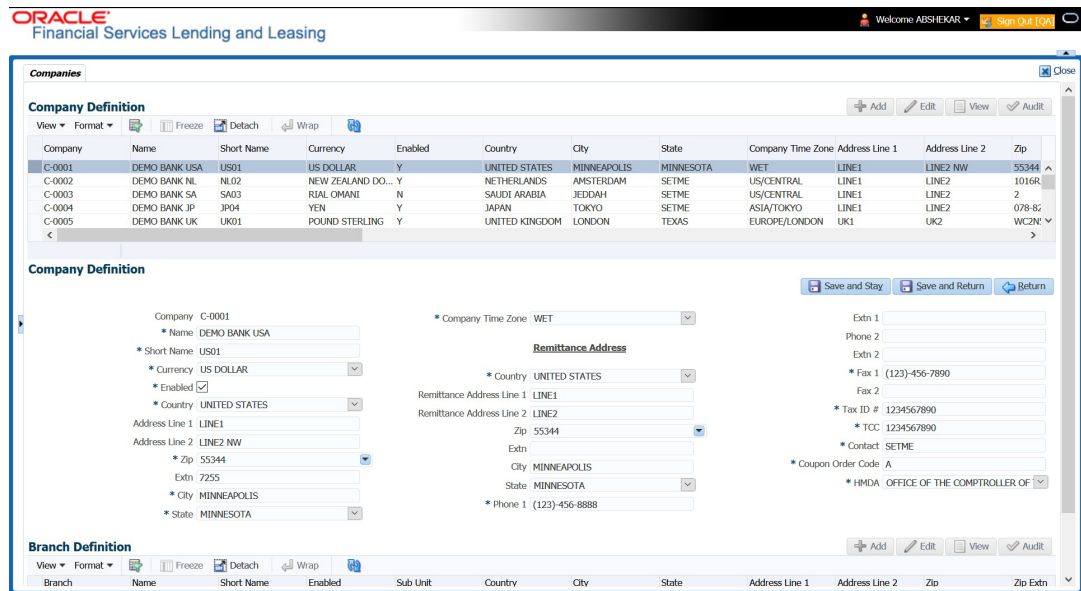 ORACLE'
Financial Services Lending and Leasing
Welcome ABSHEKAR
Sign Out [QA]
Companies
Close
Company Definition
Add Edit View Audit
View Format Freeze Detach Wrap
Company Name Short Name Currency Enabled Country City State Company Time Zone Address Line 1 Address Line 2 Zip
C-0001 DEMO BANK USA US01 US DOLLAR Y UNITED STATES MINNEAPOLIS MINNESOTA WET LINE1 LINE2 NW 55344
C-0002 DEMO BANK NL NL02 NEW ZEALAND DO... Y NETHERLANDS AMSTERDAM SETME US/CENTRAL LINE1 LINE2 1016R
C-0003 DEMO BANK SA SA03 RIAL OMANI N SAUDI ARABIA JEDDAH SETME US/CENTRAL LINE1 LINE2 2
C-0004 DEMO BANK JP JP04 YEN Y JAPAN TOKYO SETME ASIA/TOKYO LINE1 LINE2 078-82
C-0005 DEMO BANK UK UK01 POUND STERLING Y UNITED KINGDOM LONDON TEXAS EUROPE/LONDON UK1 UK2
Company Definition
Save and Stay Save and Return Return
Company C-0001
* Name DEMO BANK USA
* Short Name US01
* Currency US DOLLAR
* Enabled
* Country UNITED STATES
Address Line 1 LINE1
Address Line 2 LINE2 NW
* Zip 55344
Extn 7255
* City MINNEAPOLIS
* State MINNESOTA
* Company Time Zone WET
Remittance Address
* Country UNITED STATES
Remittance Address Line 1 LINE1
Remittance Address Line 2 LINE2
Zip 55344
Extn
City MINNEAPOLIS
State MINNESOTA
* Phone 1 (123)-456-8888
Extn 1
Phone 2
Extn 2
* Fax 1 (123)-456-7890
Fax 2
* Tax ID # 1234567890
* TCC 1234567890
* Contact SETME
* Coupon Order Code A
* HMDA OFFICE OF THE COMPTROLLER OF
Branch Definition
Add Edit View Audit
View Format Freeze Detach Wrap
Branch Name Short Name Enabled Sub Unit Country City State Address Line 1 Address Line 2 Zip Zip Extn